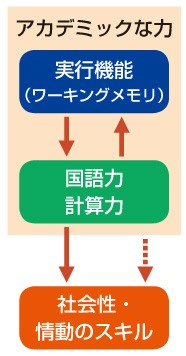 アカデミックな力
実行機能
（ワーキングメモリ）
国語力
計算力
社会性・
情動のスキル